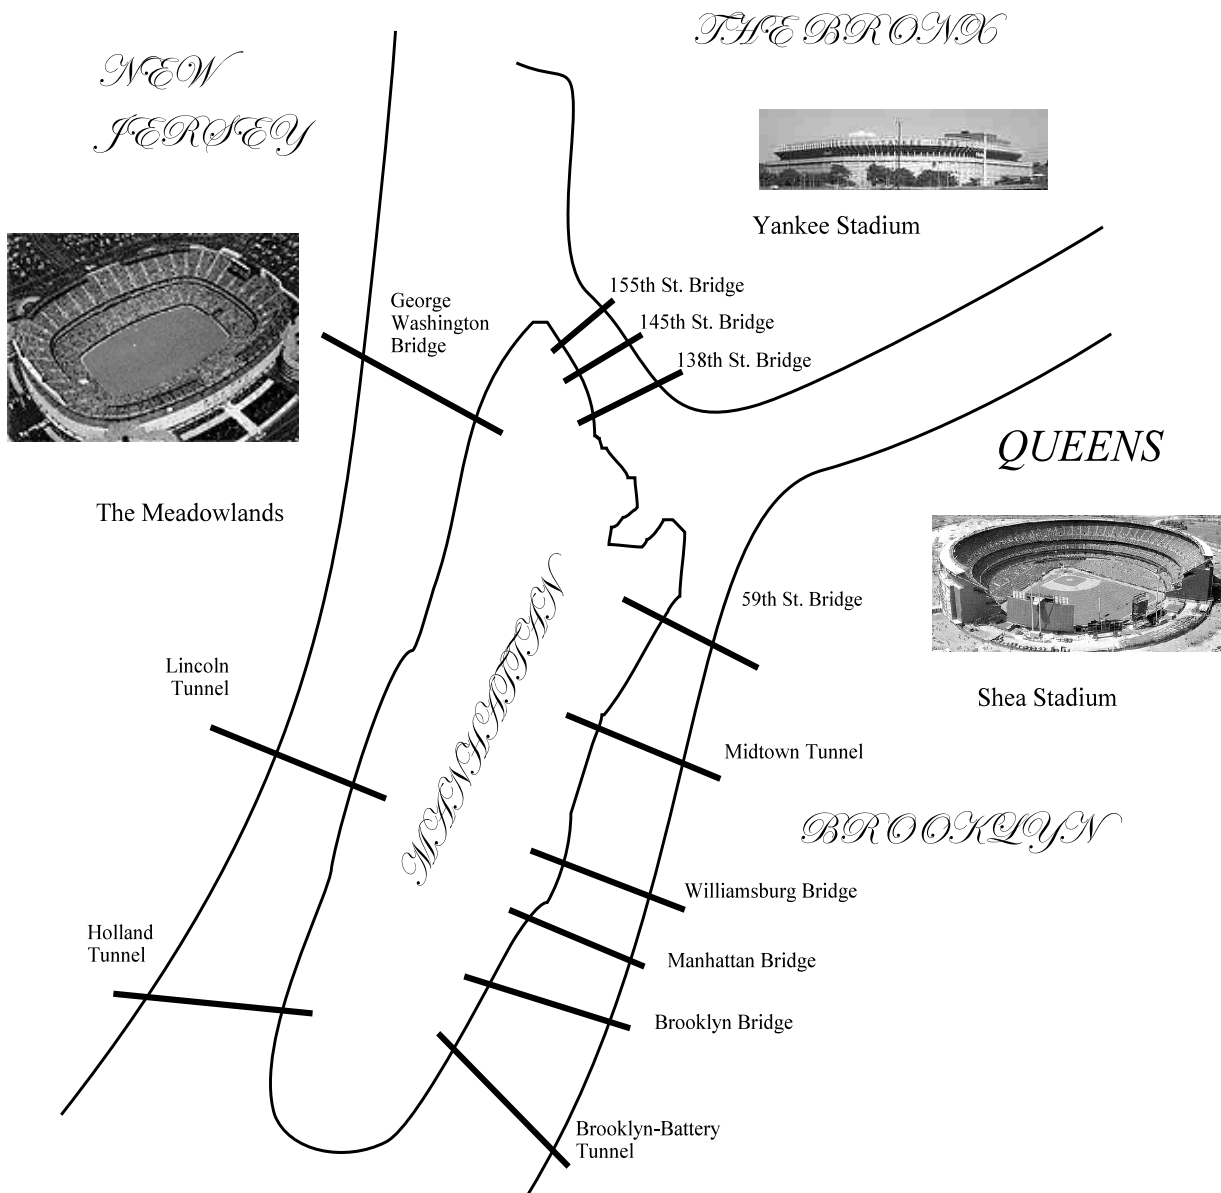 THE BRONX
NEW
JERSEY
Yankee Stadium
155th St. Bridge
George
Washington
Bridge
145th St. Bridge
138th St. Bridge
QUEENS
The Meadowlands
59th St. Bridge
MANHATTAN
Lincoln
Tunnel
Shea Stadium
Midtown Tunnel
BROOKLYN
Williamsburg Bridge
Holland
Tunnel
Manhattan Bridge
Brooklyn Bridge
Brooklyn-Battery
Tunnel